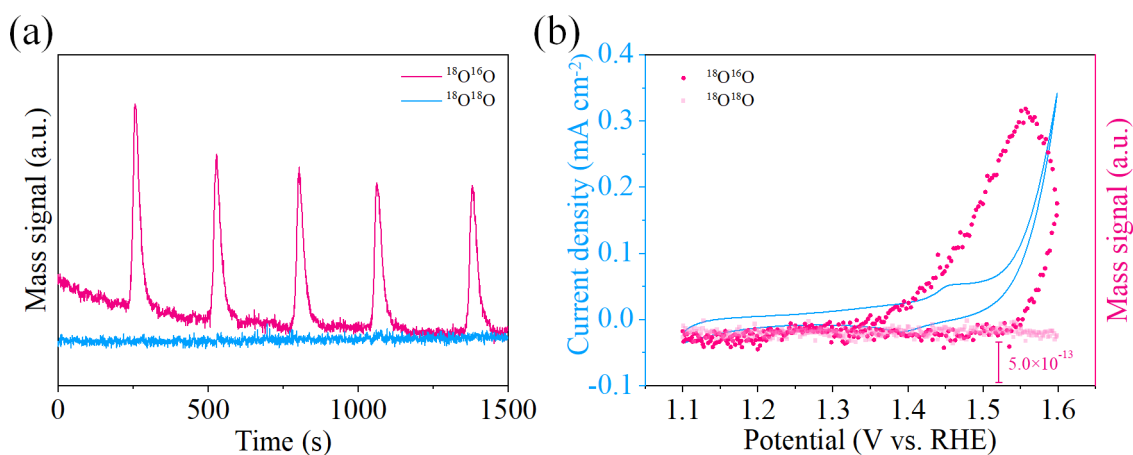 (a)
Mass signal (a.u.)
¹⁸O¹⁶O
¹⁸O¹⁸O
0 500 1000 1500
Time (s)
(b)
Current density (mA cm⁻²)
0.4
0.3
0.2
0.1
0.0
-0.1
¹⁸O¹⁶O
¹⁸O¹⁸O
5.0×10⁻¹³
Mass signal (a.u.)
1.1 1.2 1.3 1.4 1.5 1.6
Potential (V vs. RHE)